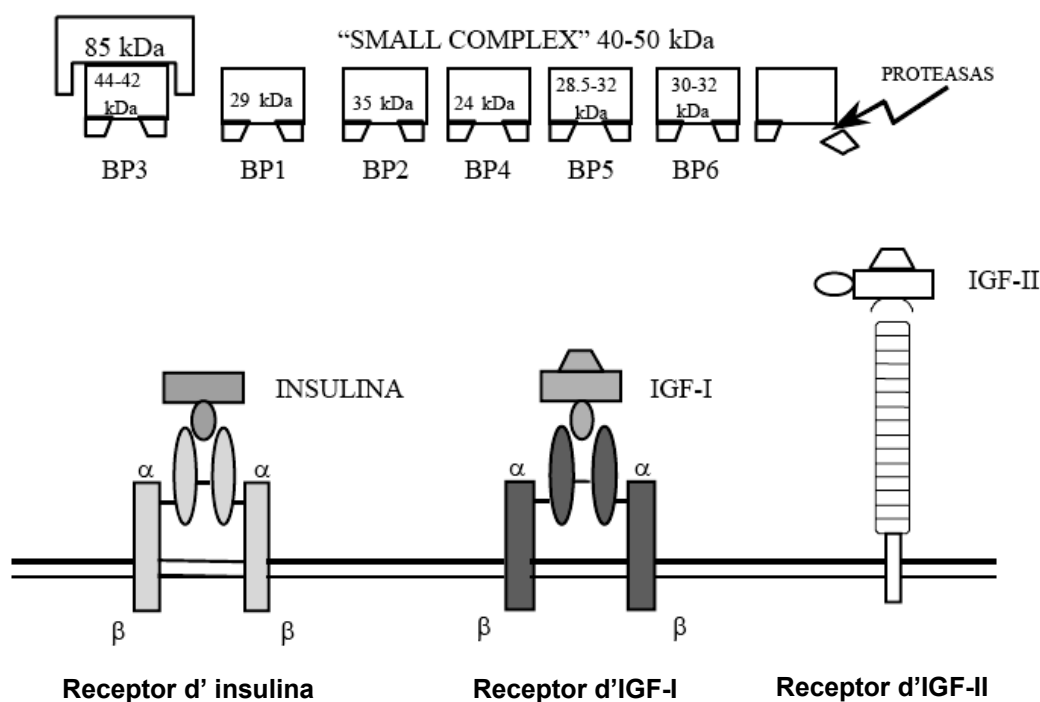 85 kDa
“SMALL COMPLEX” 40-50 kDa
PROTEASAS
44-42
kDa
29 kDa
35 kDa
24 kDa
28.5-32
kDa
30-32
kDa
BP3
BP1
BP2
BP4
BP5
BP6
IGF-II
INSULINA
IGF-I
α
α
α
α
β
β
β
β
Receptor d’ insulina
Receptor d’IGF-I
Receptor d’IGF-II